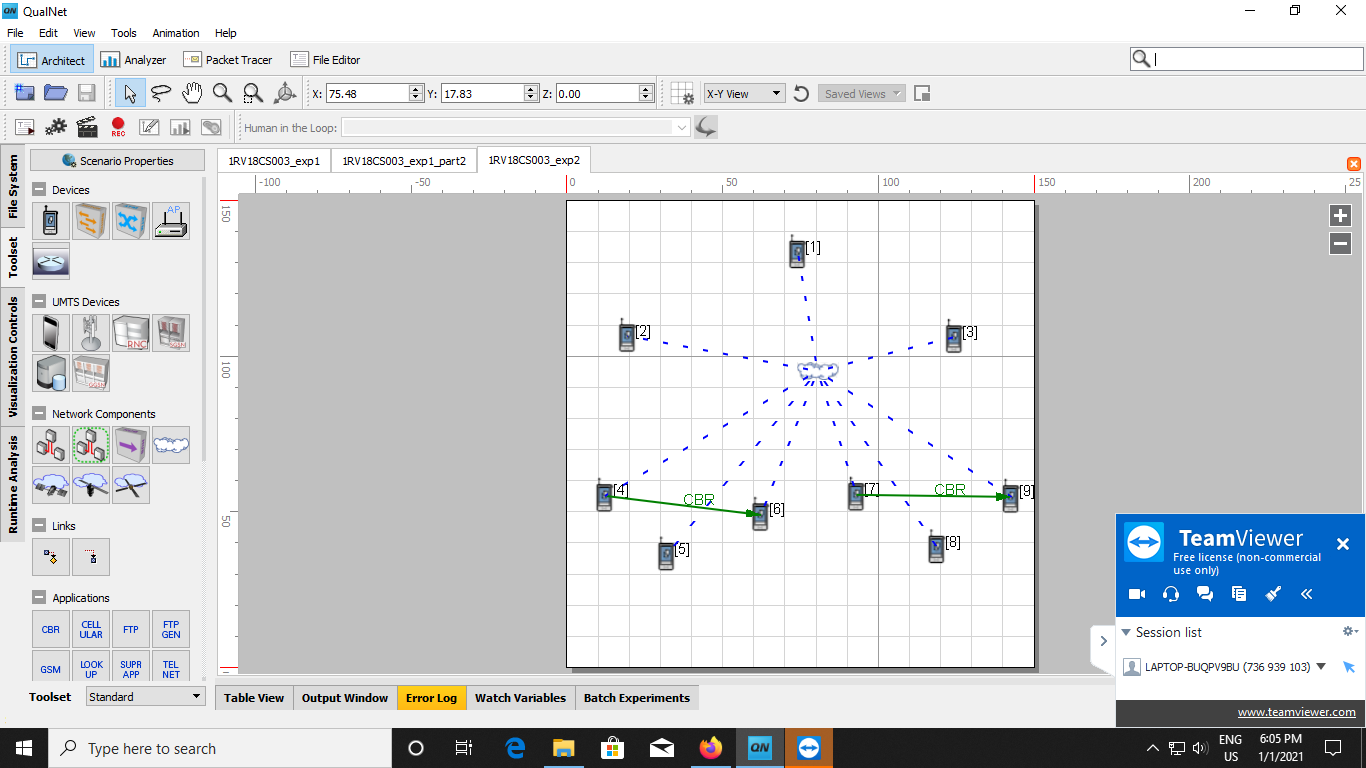 QualNet
File Edit View Tools Animation Help
Architect Analyzer Packet Tracer File Editor
X: 75.48 Y: 17.83 Z: 0.00 X-Y View Saved Views
REC Human in the Loop:
File System
Toolset
Visualization Controls
Runtime Analysis
Scenario Properties
Devices
AP
UMTS Devices
RNC
Network Components
Links
Applications
CBR CELL ULAR FTP FTP GEN
GSM LOOK UP SUPR APP TEL NET
Toolset Standard
1RV18CS003_exp1 1RV18CS003_exp1_part2 1RV18CS003_exp2
-100 -50 0 50 100 150 200 25
150
100
50
[1]
[2] [3]
[4] CBR [6] [7] CBR [9]
[5] [8]
Table View Output Window Error Log Watch Variables Batch Experiments
TeamViewer
Free license (non-commercial
use only)
Session list
LAPTOP-BUQPV9BU (736 939 103)
www.teamviewer.com
Type here to search
QN
ENG
US
6:05 PM
1/1/2021